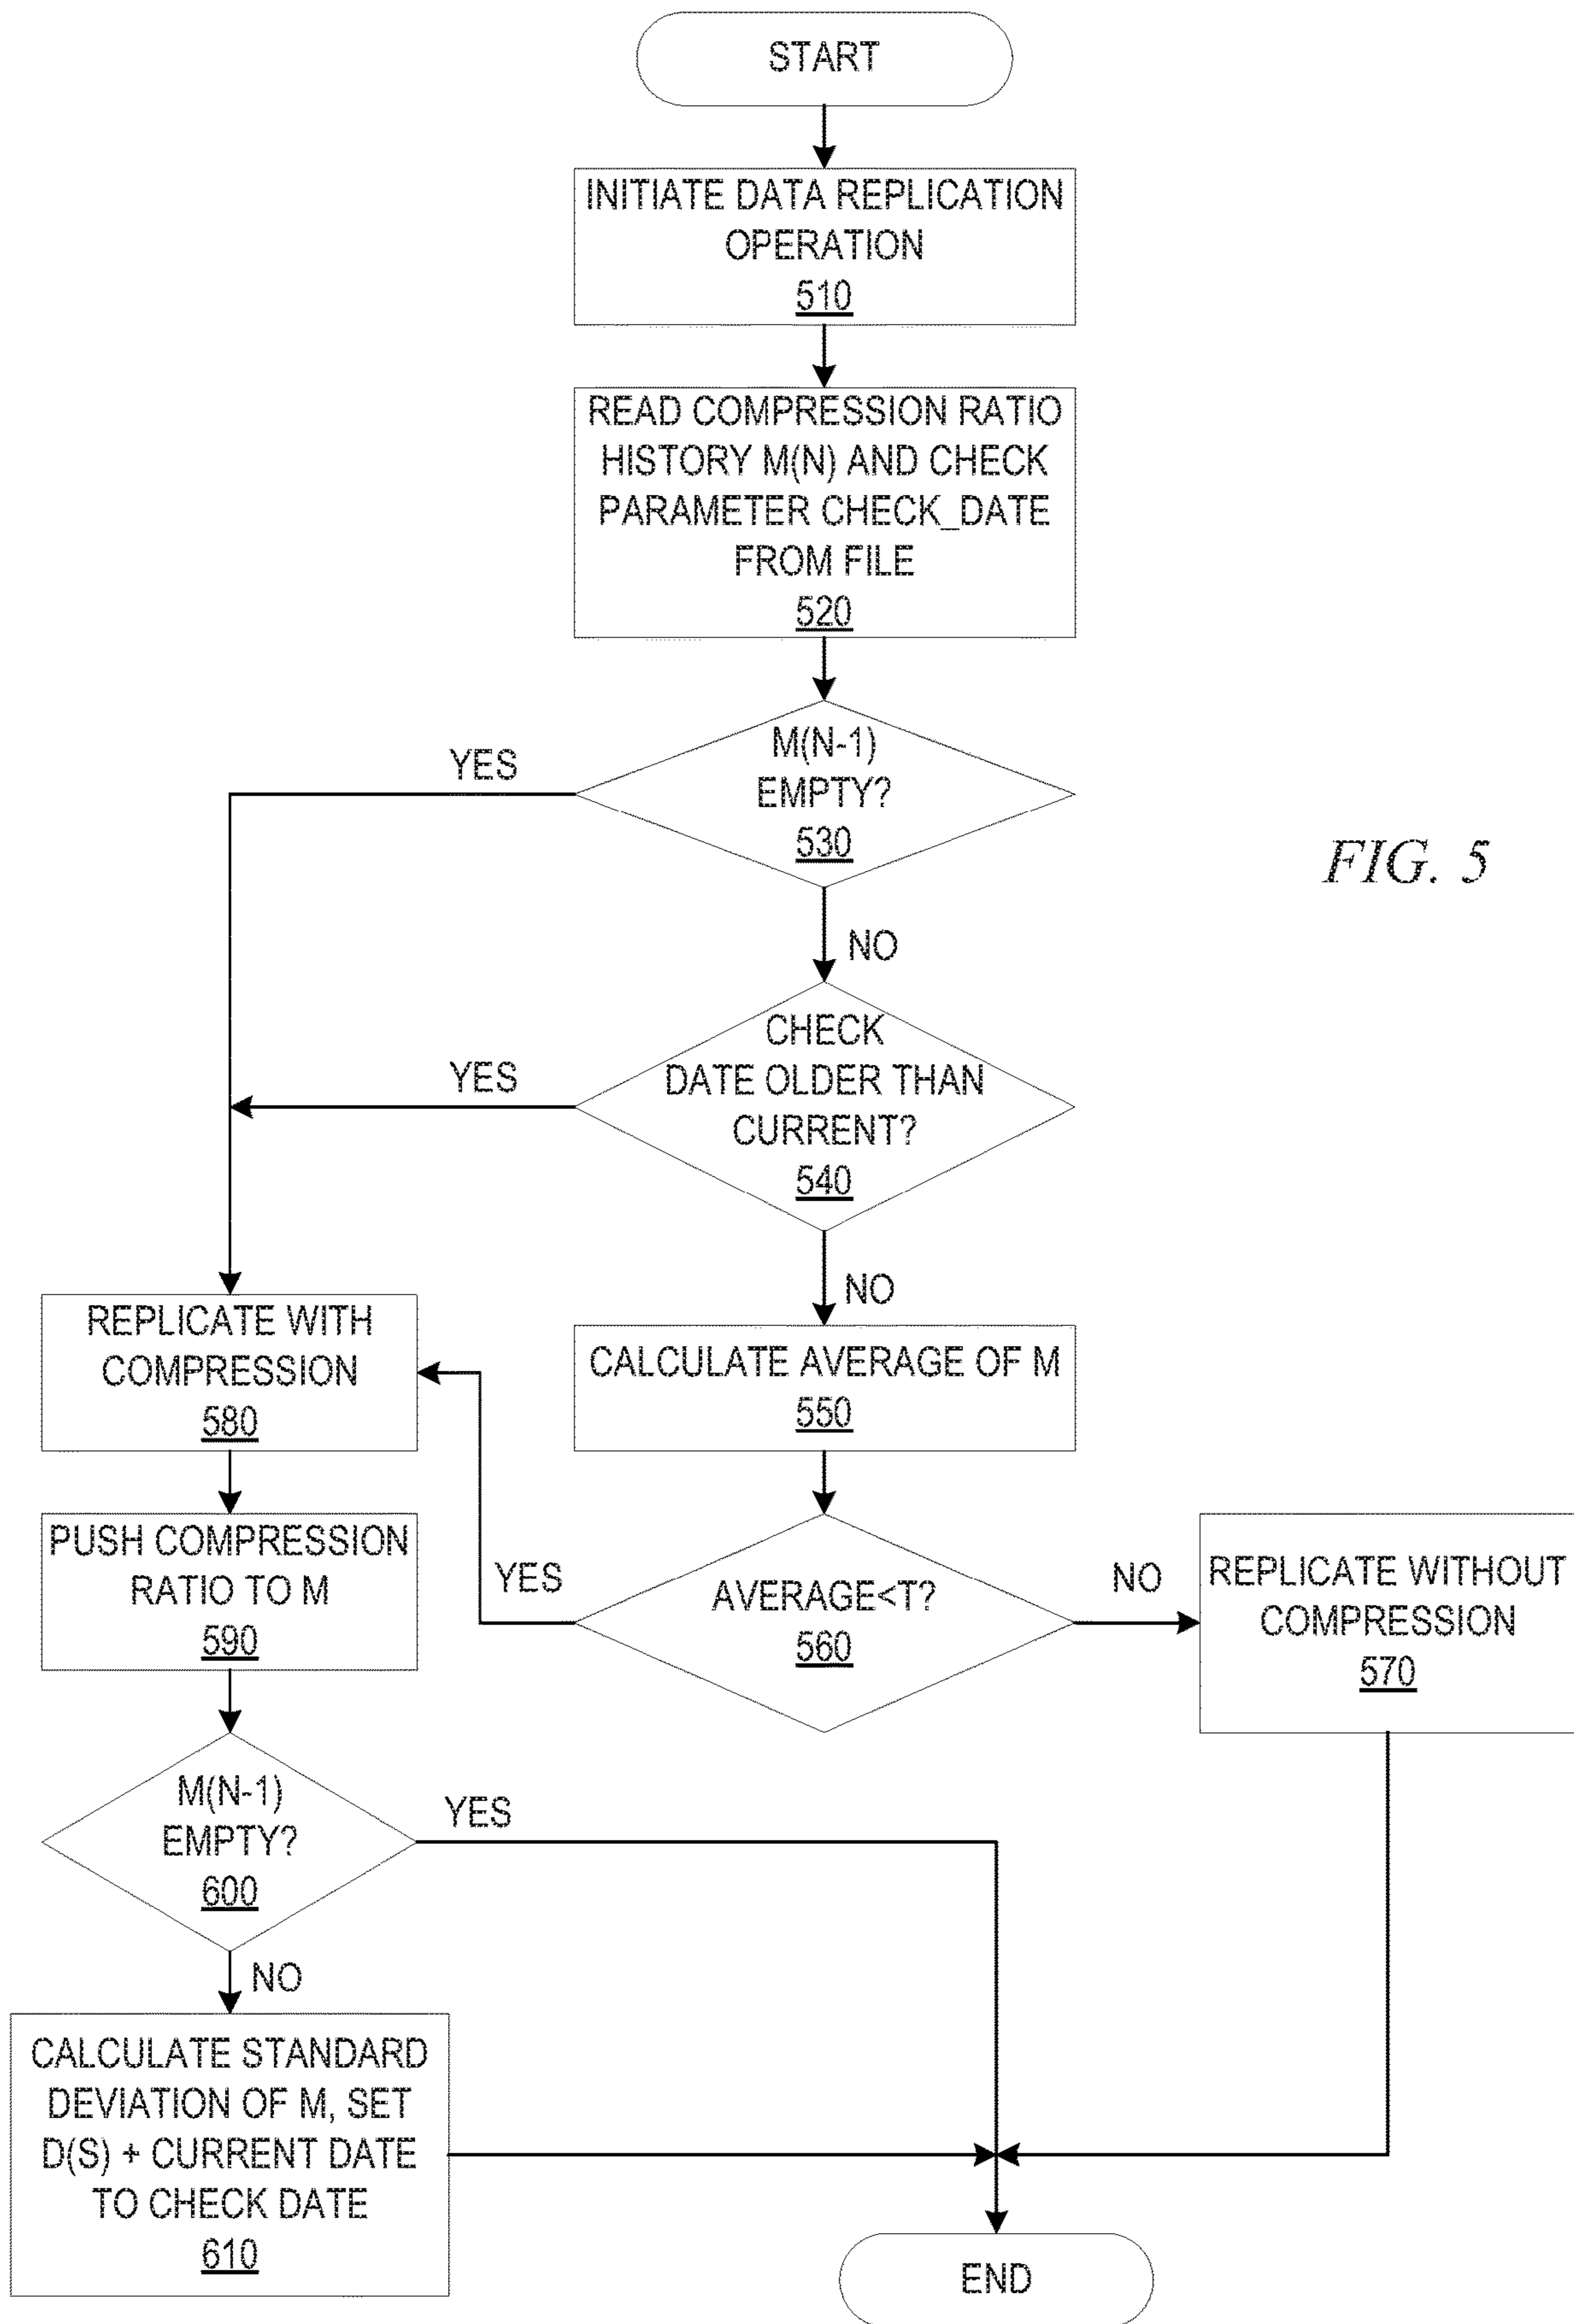 START
INITIATE DATA REPLICATION
OPERATION
510
READ COMPRESSION RATIO
HISTORY M(N) AND CHECK
PARAMETER CHECK_DATE
FROM FILE
520
M(N-1)
EMPTY?
530
YES
NO
FIG. 5
CHECK
DATE OLDER THAN
CURRENT?
540
YES
NO
REPLICATE WITH
COMPRESSION
580
CALCULATE AVERAGE OF M
550
PUSH COMPRESSION
RATIO TO M
590
YES
AVERAGE<T?
560
NO
REPLICATE WITHOUT
COMPRESSION
570
M(N-1)
EMPTY?
600
YES
NO
CALCULATE STANDARD
DEVIATION OF M, SET
D(S) + CURRENT DATE
TO CHECK DATE
610
END